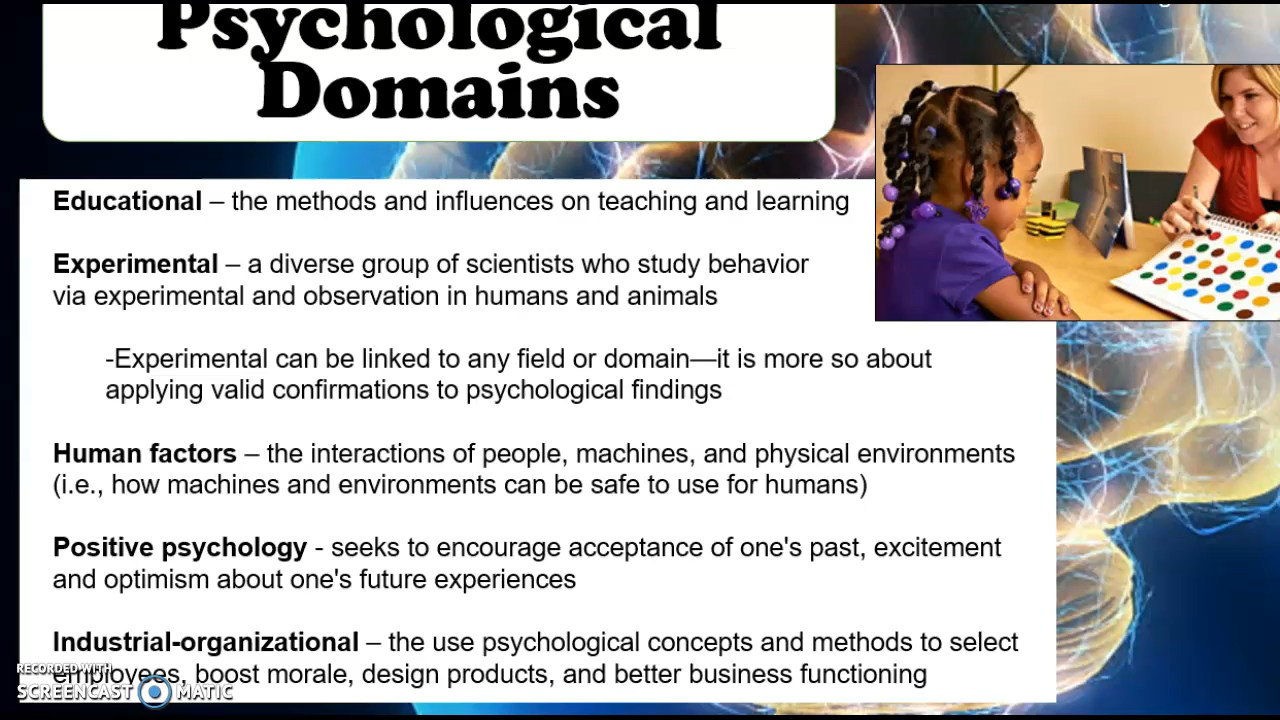 Psychological
Domains
Educational – the methods and influences on teaching and learning
Experimental – a diverse group of scientists who study behavior
via experimental and observation in humans and animals
-Experimental can be linked to any field or domain—it is more so about
applying valid confirmations to psychological findings
Human factors – the interactions of people, machines, and physical environments
(i.e., how machines and environments can be safe to use for humans)
Positive psychology - seeks to encourage acceptance of one's past, excitement
and optimism about one's future experiences
Industrial-organizational – the use psychological concepts and methods to select
employees, boost morale, design products, and better business functioning
RECORDED WITH
SCREENCAST MATIC